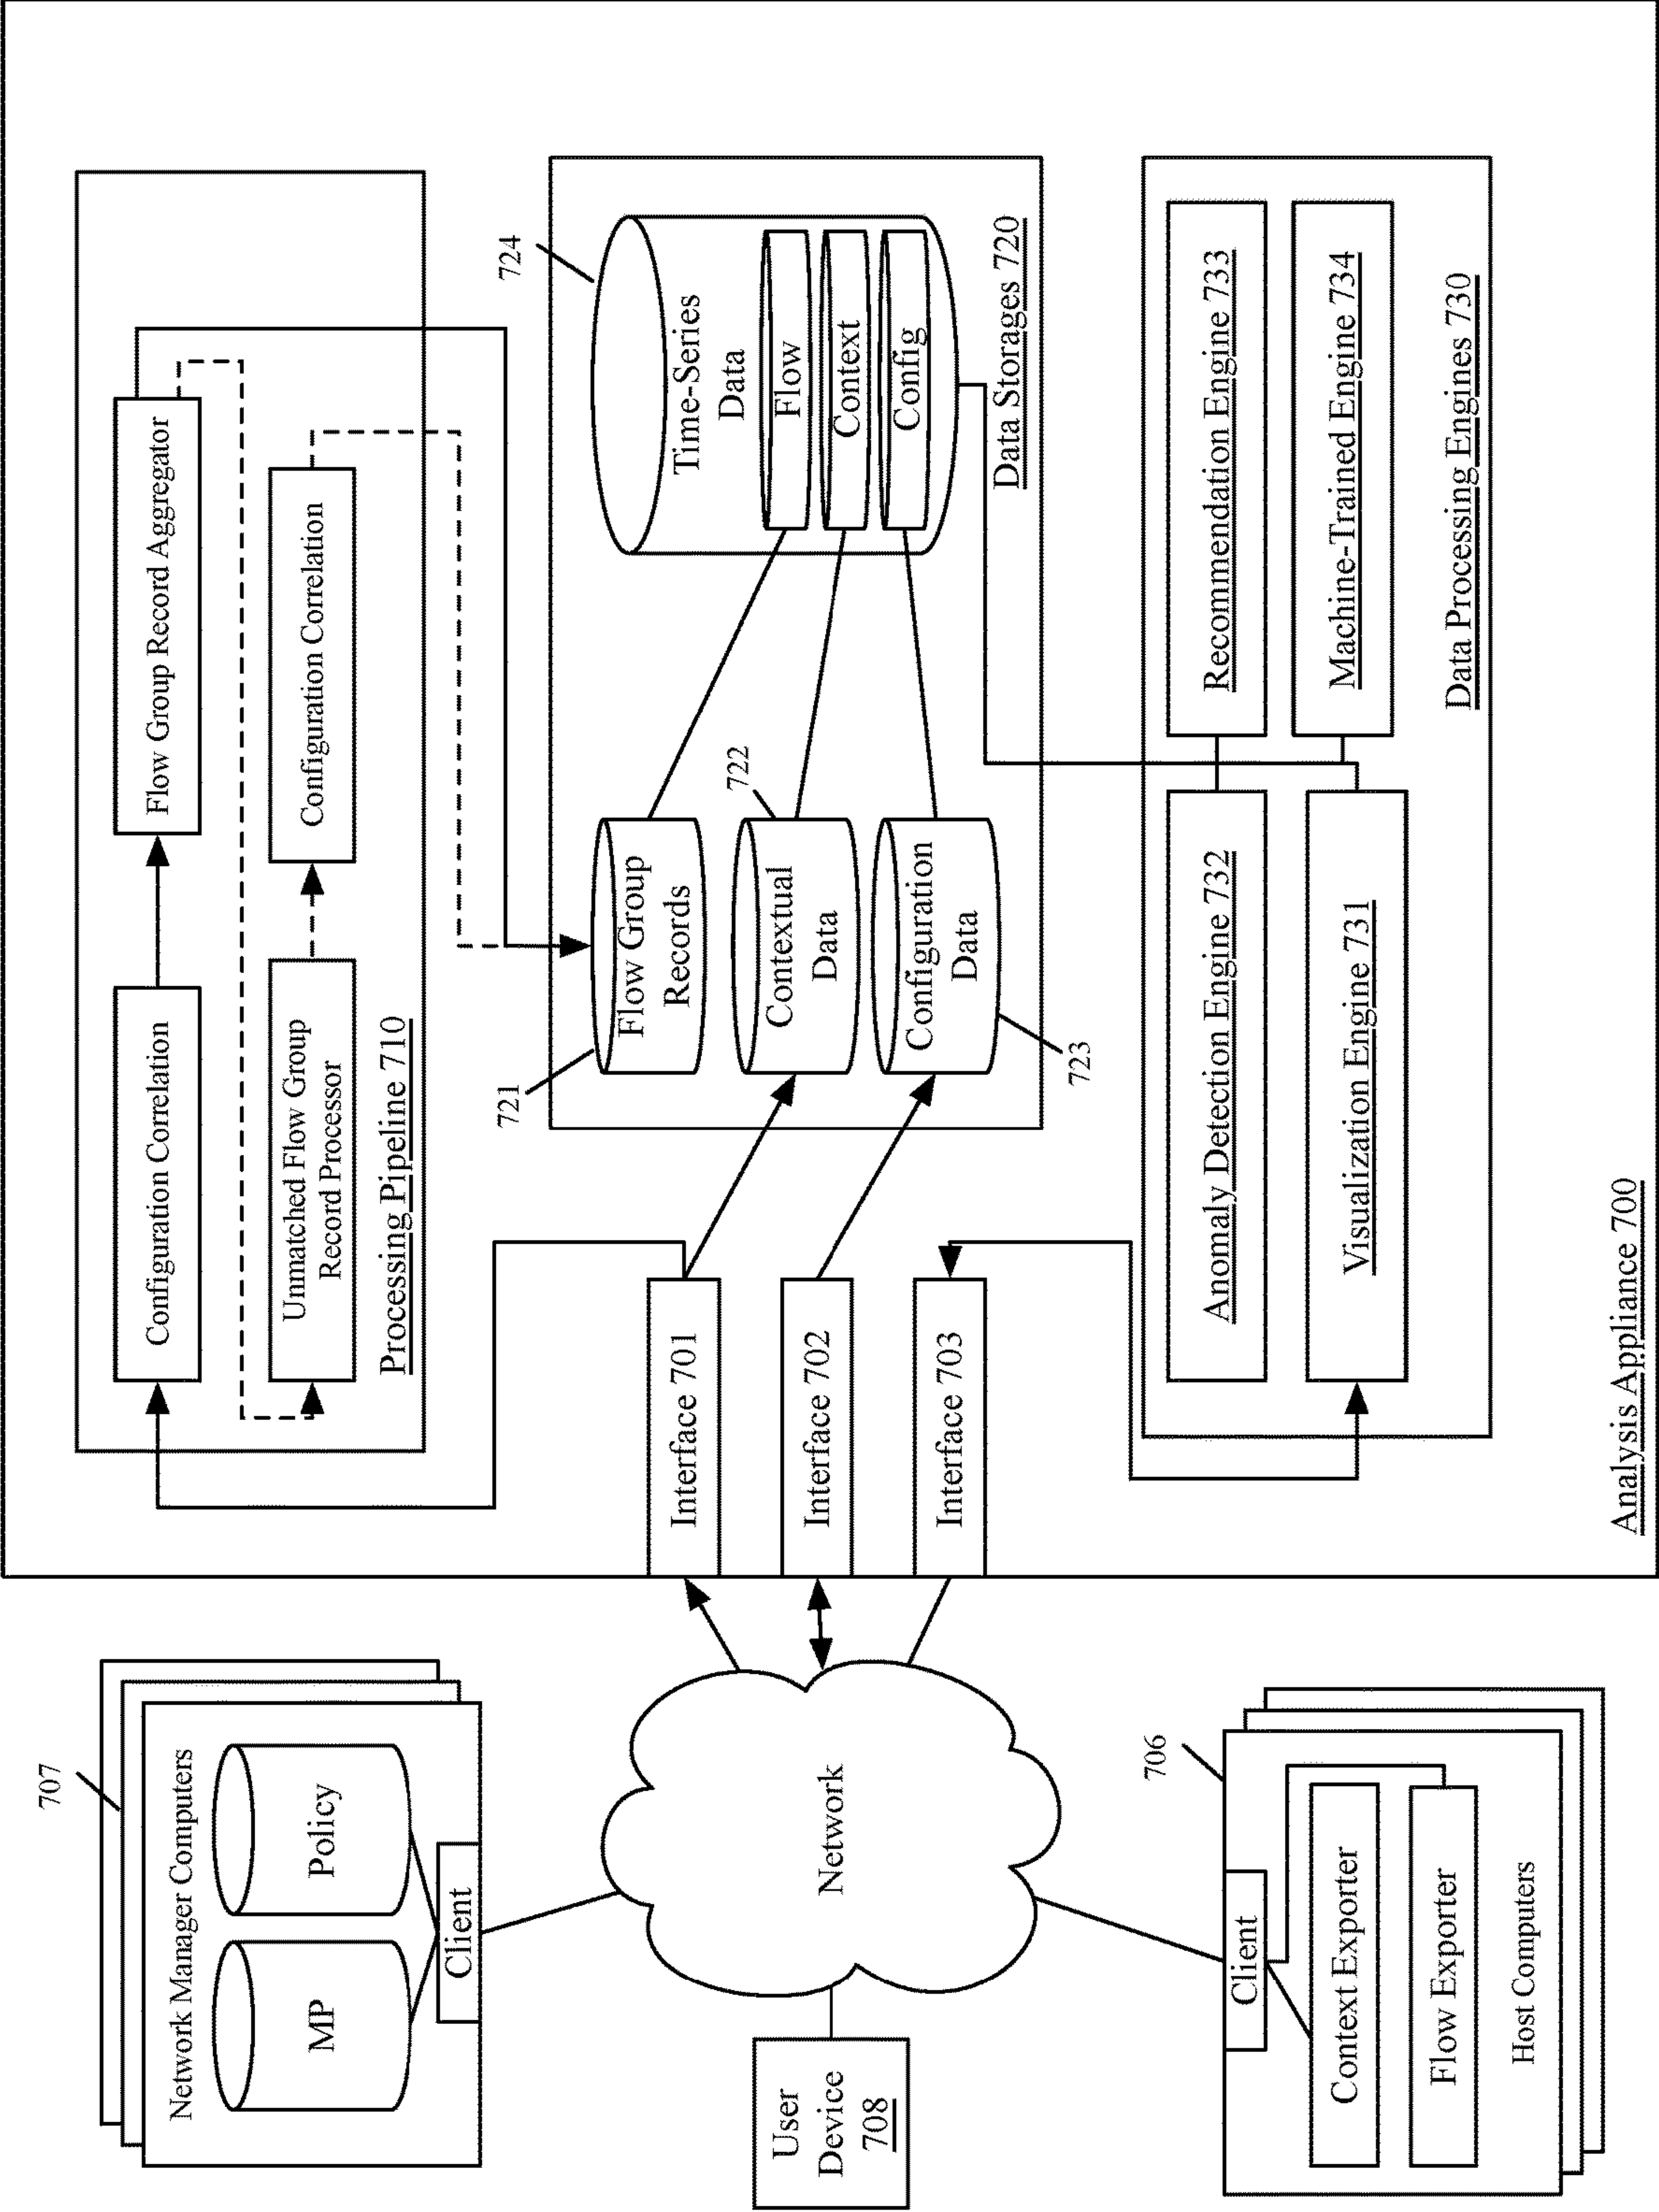 707
Network Manager Computers
MP
Policy
Client
User
Device
708
Network
706
Client
Context Exporter
Flow Exporter
Host Computers
Interface 701
Interface 702
Interface 703
Configuration Correlation
Flow Group Record Aggregator
Unmatched Flow Group
Record Processor
Configuration Correlation
Processing Pipeline 710
721
Flow Group
Records
722
Contextual
Data
Configuration
Data
723
724
Time-Series
Data
Flow
Context
Config
Data Storages 720
Anomaly Detection Engine 732
Recommendation Engine 733
Visualization Engine 731
Machine-Trained Engine 734
Data Processing Engines 730
Analysis Appliance 700